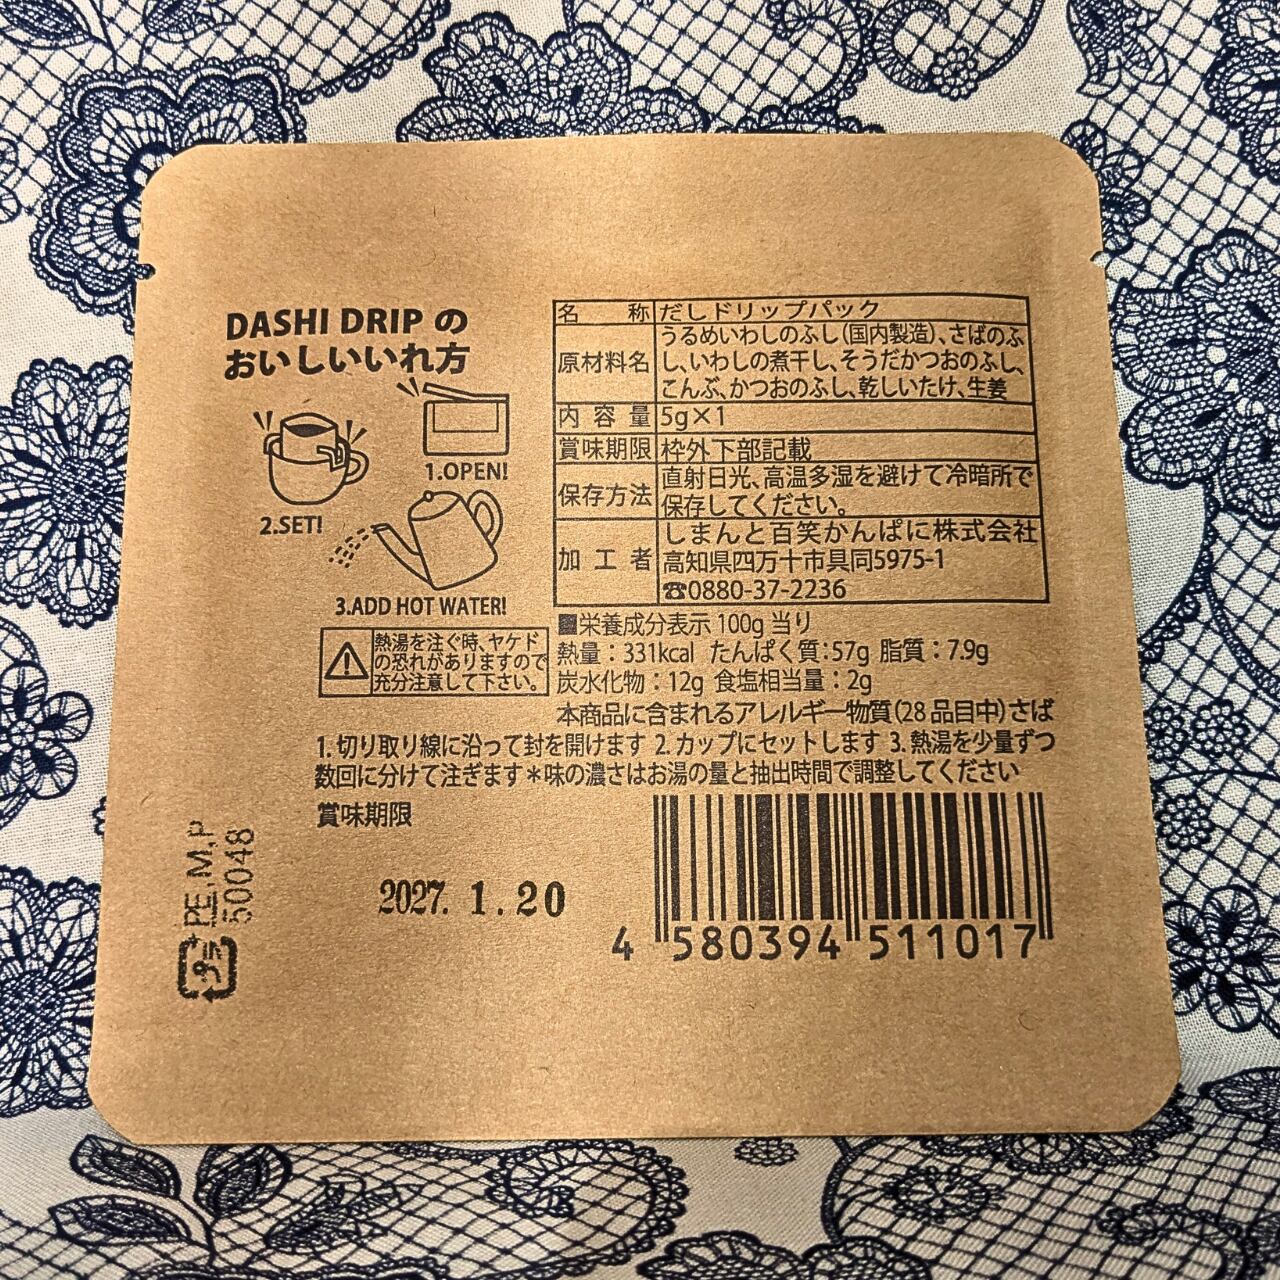 DASHI DRIP の
おいしいいれ方
1.OPEN!
2.SET!
3.ADD HOT WATER!
熱湯を注ぐ時、ヤケド
の恐れがありますので
充分注意して下さい。
名称 だしドリップパック
原材料名 うるめいわしのふし(国内製造)、さばのふ
し、いわしの煮干し、そうだかつおのふし、
こんぶ、かつおのふし、乾しいたけ、生姜
内容量 5g×1
賞味期限 枠外下部記載
保存方法 直射日光、高温多湿を避けて冷暗所で
保存してください。
加工者 しまんと百笑かんぱに株式会社
高知県四万十市具同5975-1
☎0880-37-2236
■栄養成分表示 100g 当り
熱量：331kcal たんぱく質：57g 脂質：7.9g
炭水化物：12g 食塩相当量：2g
本商品に含まれるアレルギー物質(28品目中)さば
1. 切り取り線に沿って封を開けます 2. カップにセットします 3. 熱湯を少量ずつ
数回に分けて注ぎます＊味の濃さはお湯の量と抽出時間で調整してください
賞味期限
2027. 1.20
4 580394 511017
プラ
PE,M,P
50048